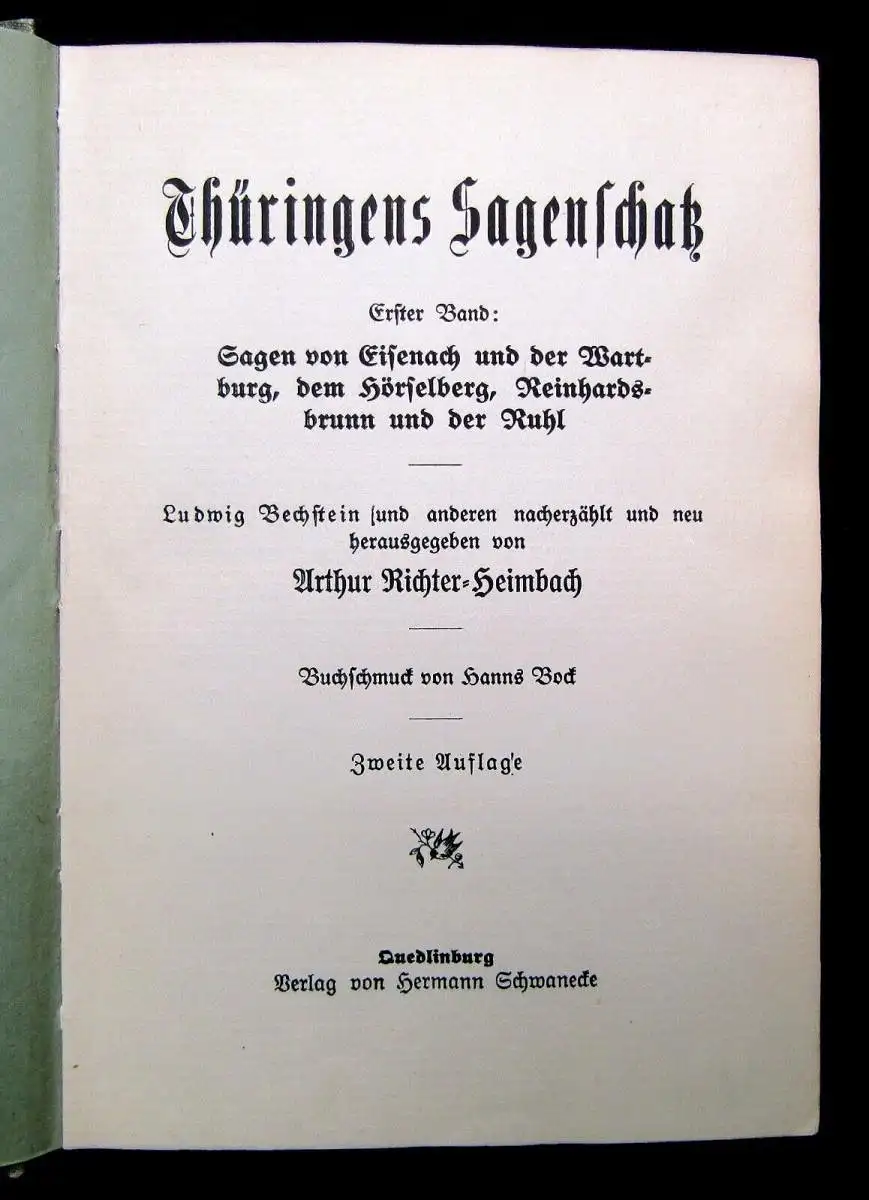 Thüringens Sagenſchatz
Erſter Band:
Sagen von Eiſenach und der Wart-
burg, dem Hörſelberg, Reinhards-
brunn und der Ruhl
Ludwig Bechſtein ſund anderen nacherzählt und neu
herausgegeben von
Arthur Richter-Heimbach
Buchſchmuck von Hanns Bock
Zweite Auflage
Quedlinburg
Verlag von Hermann Schwanecke